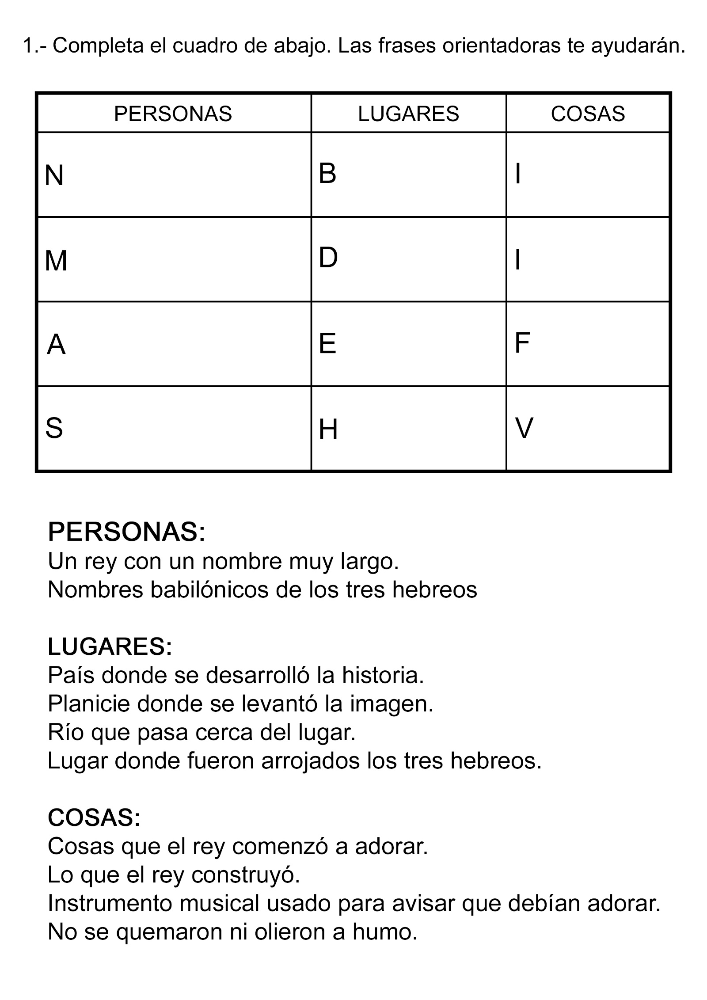 1.- Completa el cuadro de abajo. Las frases orientadoras te ayudarán.
PERSONAS LUGARES COSAS
N B I
M D I
A E F
S H V
PERSONAS:
Un rey con un nombre muy largo.
Nombres babilónicos de los tres hebreos
LUGARES:
País donde se desarrolló la historia.
Planicie donde se levantó la imagen.
Río que pasa cerca del lugar.
Lugar donde fueron arrojados los tres hebreos.
COSAS:
Cosas que el rey comenzó a adorar.
Lo que el rey construyó.
Instrumento musical usado para avisar que debían adorar.
No se quemaron ni olieron a humo.